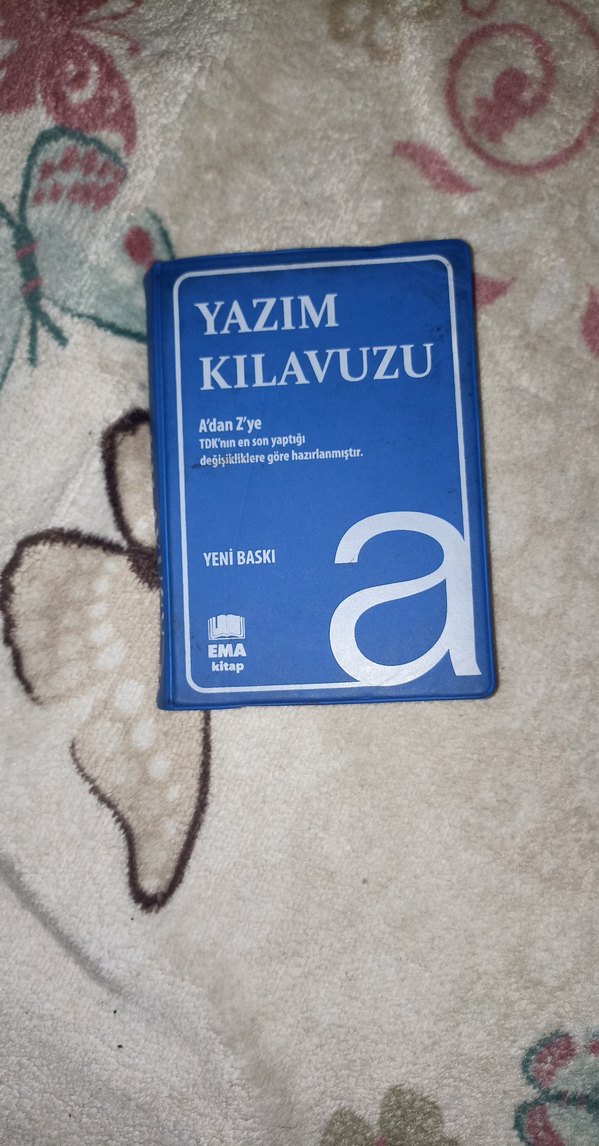 YAZIM
KILAVUZU
A'dan Z'ye
TDK'nın en son yaptığı
değişikliklere göre hazırlanmıştır.
YENİ BASKI
a
EMA
kitap